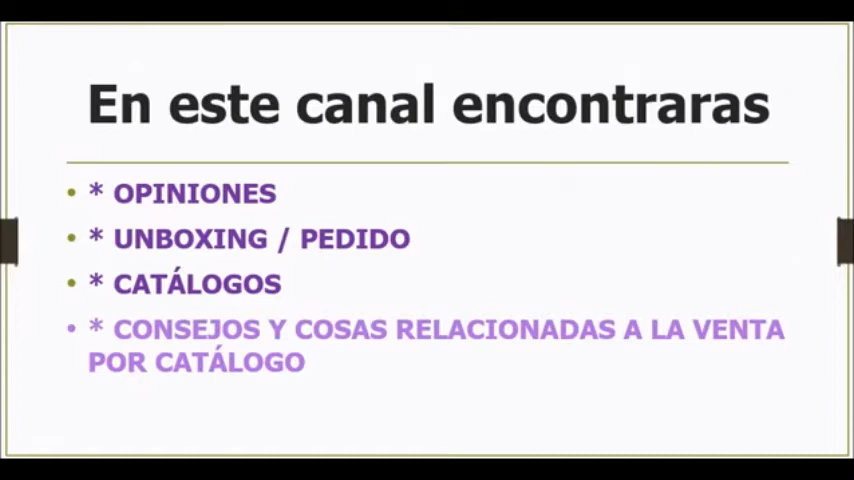 En este canal encontraras
• * OPINIONES
• * UNBOXING / PEDIDO
• * CATÁLOGOS
• * CONSEJOS Y COSAS RELACIONADAS A LA VENTA
POR CATÁLOGO